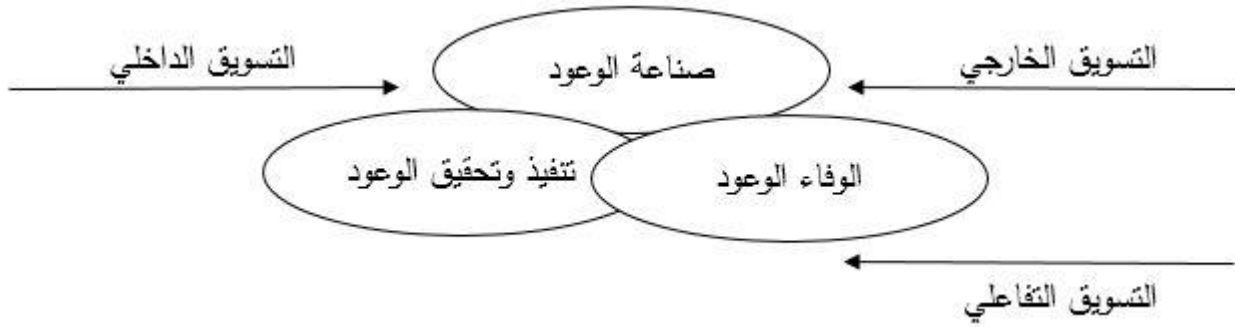 التسويق الخارجي
صناعة الوعود
التسويق الداخلي
الوفاء الوعود
تنفيذ وتحقيق الوعود
التسويق التفاعلي